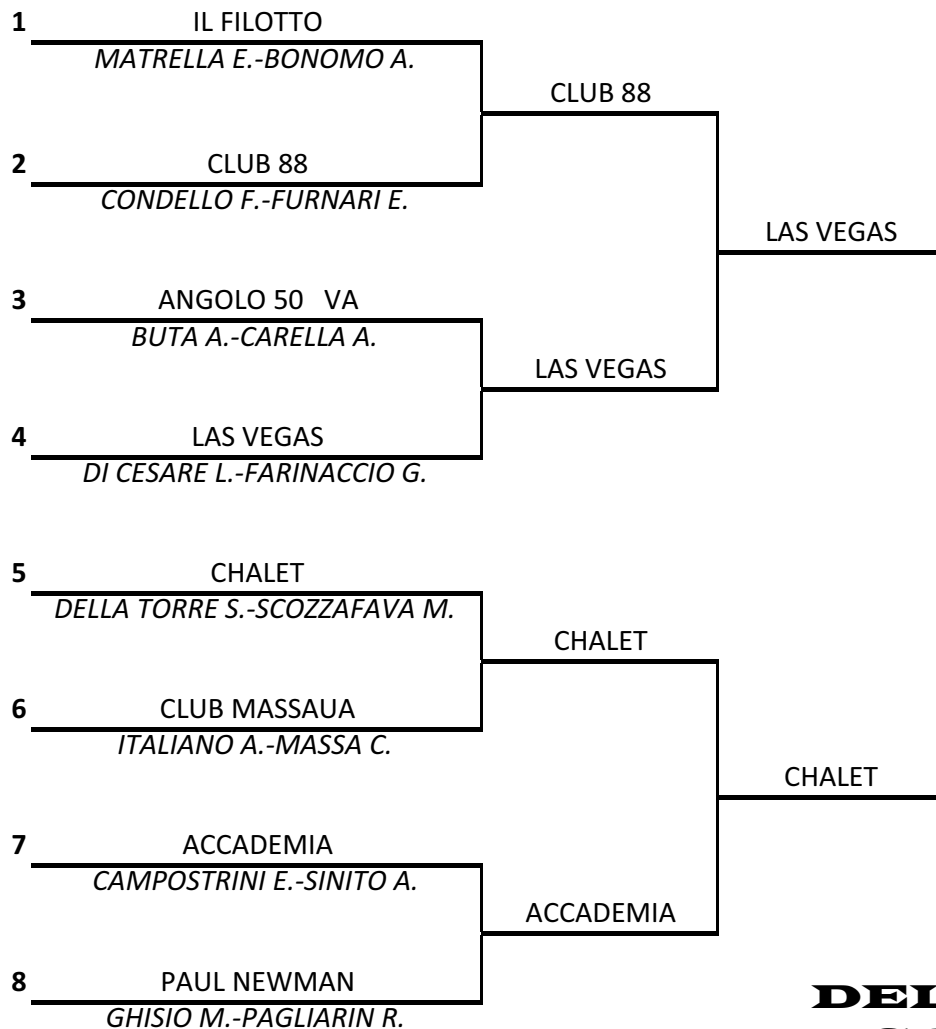 1 IL FILOTTO
MATRELLA E.-BONOMO A.
CLUB 88
2 CLUB 88
CONDELLO F.-FURNARI E.
LAS VEGAS
3 ANGOLO 50 VA
BUTA A.-CARELLA A.
LAS VEGAS
4 LAS VEGAS
DI CESARE L.-FARINACCIO G.
5 CHALET
DELLA TORRE S.-SCOZZAFAVA M.
CHALET
6 CLUB MASSAUA
ITALIANO A.-MASSA C.
CHALET
7 ACCADEMIA
CAMPOSTRINI E.-SINITO A.
ACCADEMIA
8 PAUL NEWMAN
GHISIO M.-PAGLIARIN R.